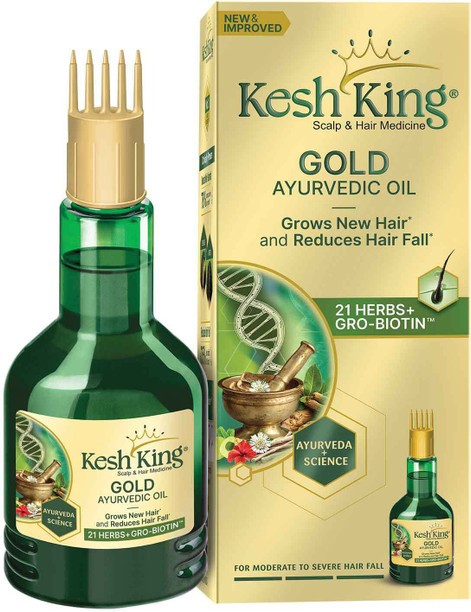 NEW &
IMPROVED
Kesh King®
Scalp & Hair Medicine
GOLD
AYURVEDIC OIL
Grows New Hair*
and Reduces Hair Fall*
21 HERBS+
GRO-BIOTIN™
AYURVEDA
+
SCIENCE
FOR MODERATE TO SEVERE HAIR FALL
Kesh King®
Scalp & Hair Medicine
GOLD
AYURVEDIC OIL
Grows New Hair*
and Reduces Hair Fall*
21 HERBS+GRO-BIOTIN™
AYURVEDA
+
SCIENCE